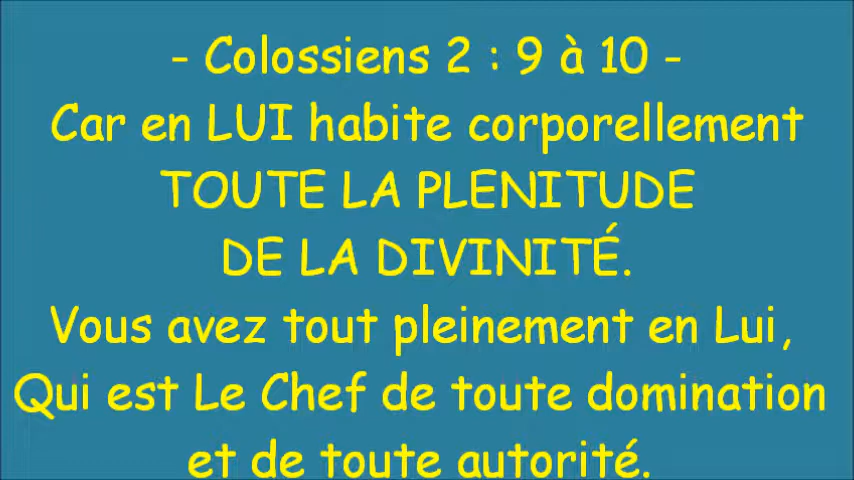 - Colossiens 2 : 9 à 10 -
Car en LUI habite corporellement
TOUTE LA PLENITUDE
DE LA DIVINITÉ.
Vous avez tout pleinement en Lui,
Qui est Le Chef de toute domination
et de toute autorité.